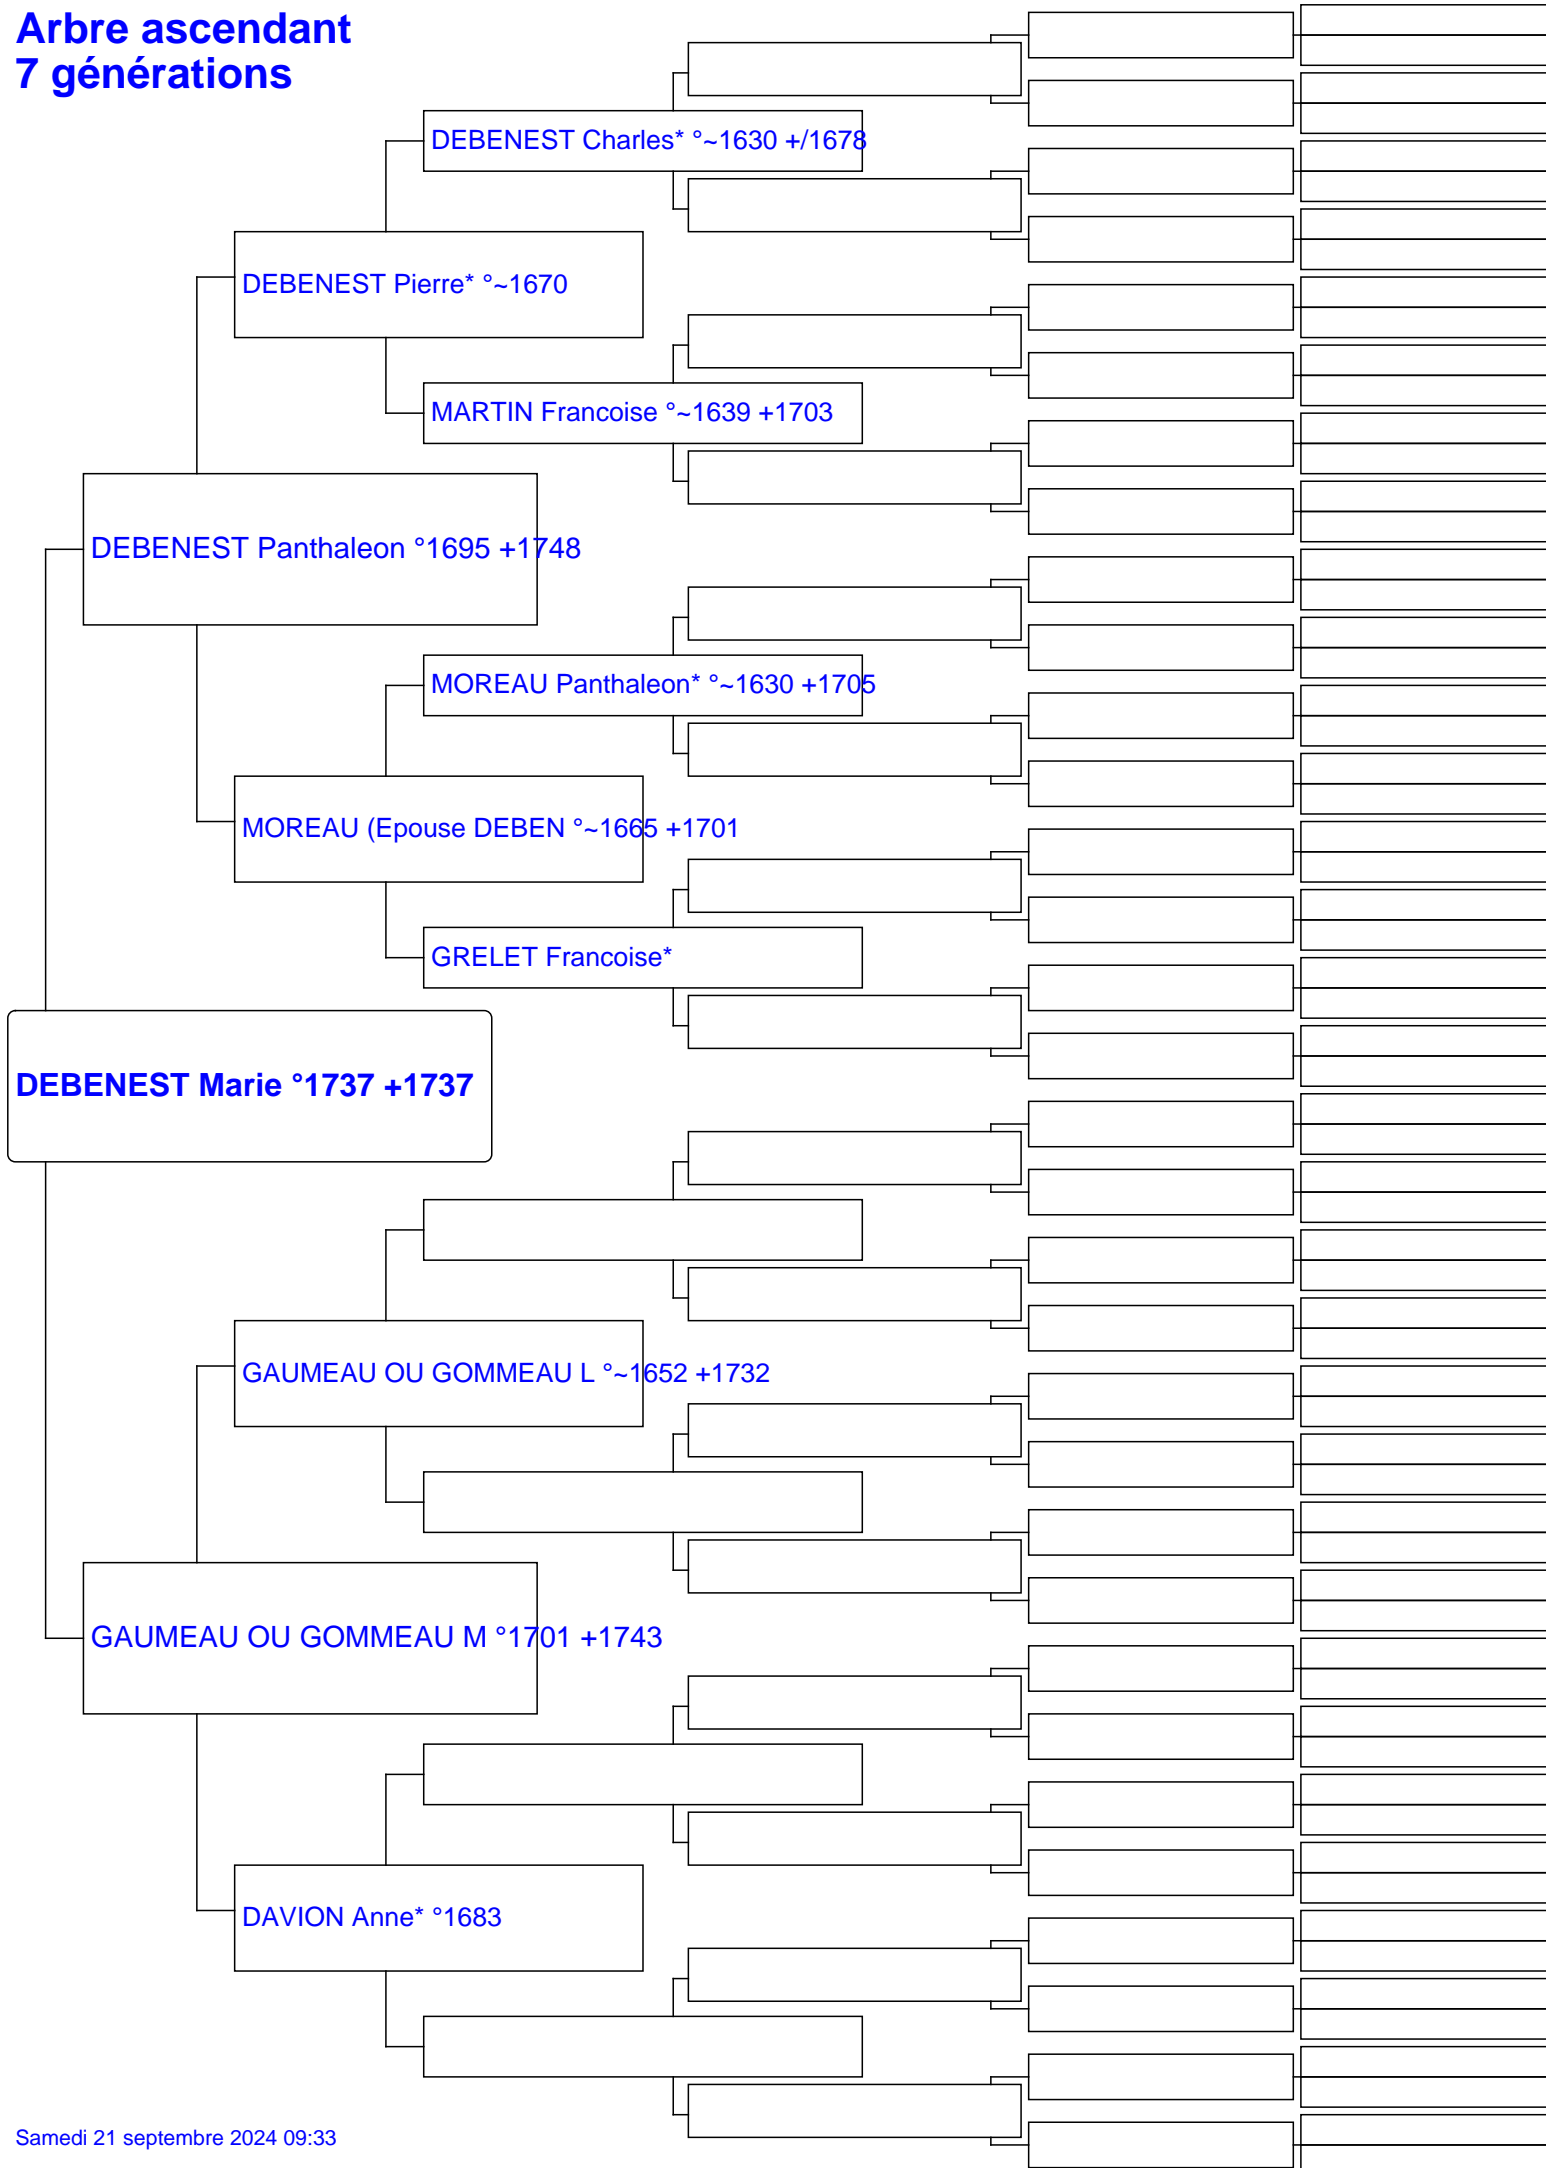 Arbre ascendant
7 générations
DEBENEST Charles* °~1630 +/1678
DEBENEST Pierre* °~1670
MARTIN Francoise °~1639 +1703
DEBENEST Panthaleon °1695 +1748
MOREAU Panthaleon* °~1630 +1705
MOREAU (Epouse DEBEN °~1665 +1701
GRELET Francoise*
DEBENEST Marie °1737 +1737
GAUMEAU OU GOMMEAU L °~1652 +1732
GAUMEAU OU GOMMEAU M °1701 +1743
DAVION Anne* °1683
Samedi 21 septembre 2024 09:33